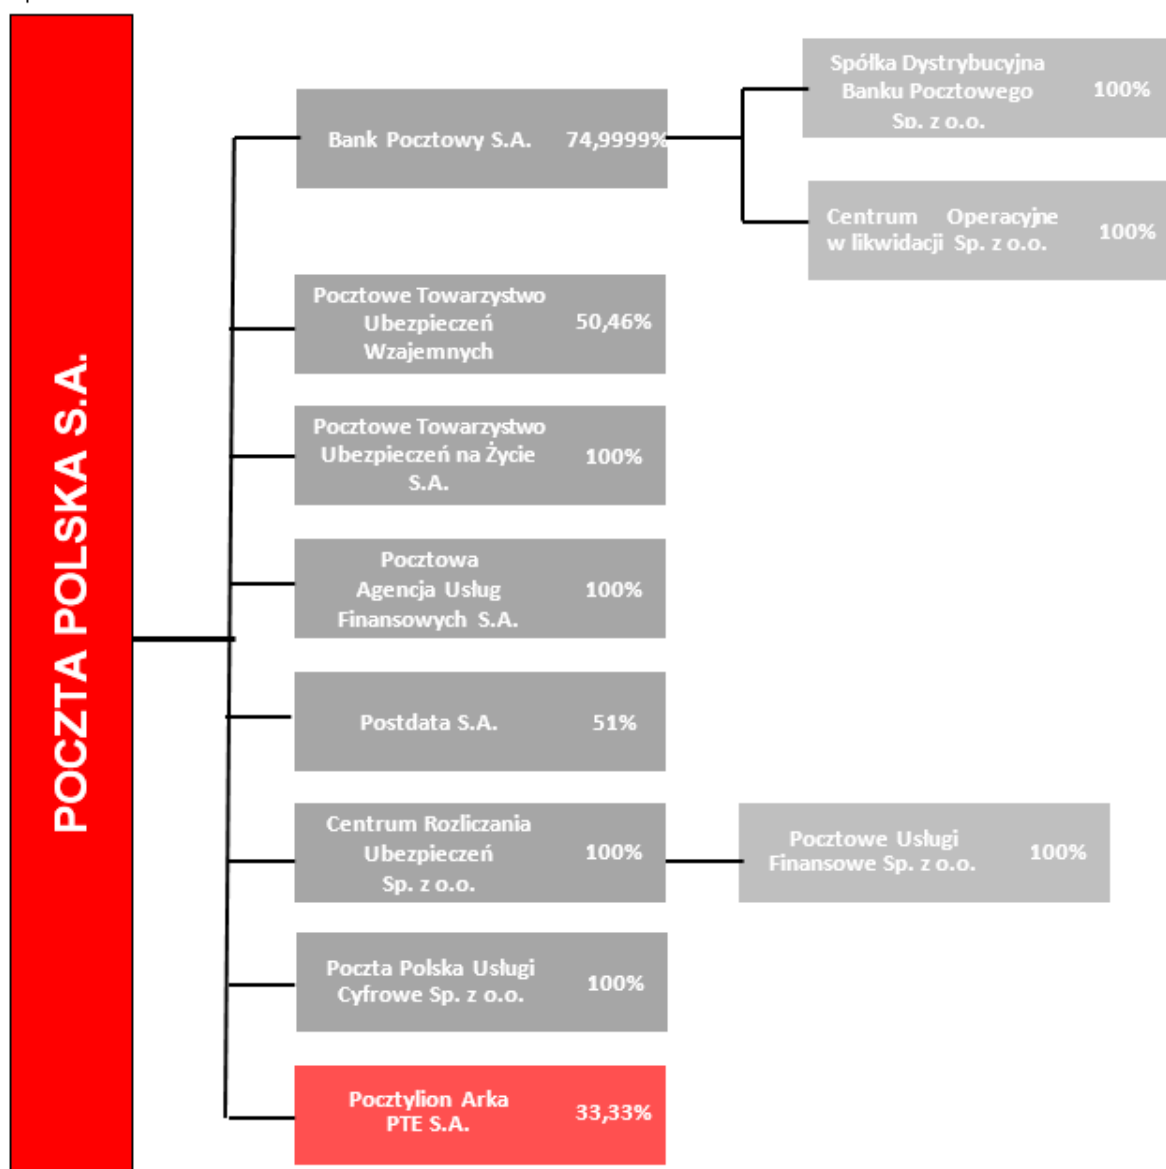 POCZTA POLSKA S.A.
Bank Pocztowy S.A. 74,9999%
Spółka Dystrybucyjna
Banku Pocztowego 100%
Sp. z o.o.
Centrum Operacyjne
w likwidacji Sp. z o.o. 100%
Pocztowe Towarzystwo
Ubezpieczeń 50,46%
Wzajemnych
Pocztowe Towarzystwo
Ubezpieczeń na Życie 100%
S.A.
Pocztowa
Agencja Usług 100%
Finansowych S.A.
Postdata S.A. 51%
Centrum Rozliczania
Ubezpieczeń 100%
Sp. z o.o.
Pocztowe Usługi
Finansowe Sp. z o.o. 100%
Poczta Polska Usługi
Cyfrowe Sp. z o.o. 100%
Pocztylion Arka
PTE S.A. 33,33%